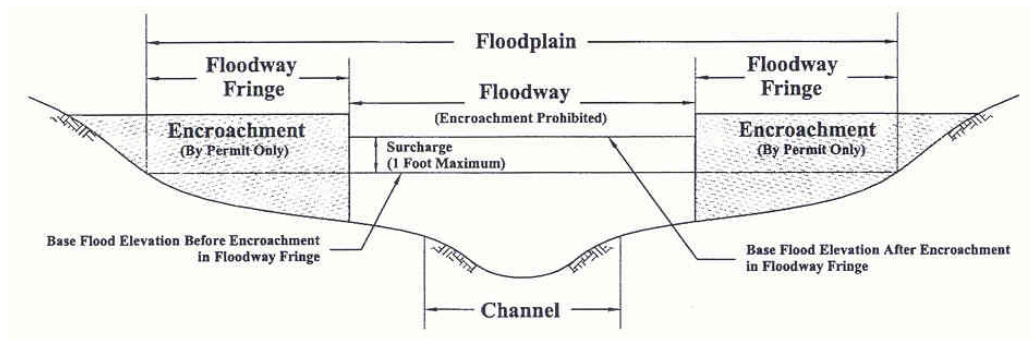 Floodplain
Floodway
Fringe
Floodway
(Encroachment Prohibited)
Floodway
Fringe
Encroachment
(By Permit Only)
Surcharge
(1 Foot Maximum)
Encroachment
(By Permit Only)
Base Flood Elevation Before Encroachment
in Floodway Fringe
Base Flood Elevation After Encroachment
in Floodway Fringe
Channel